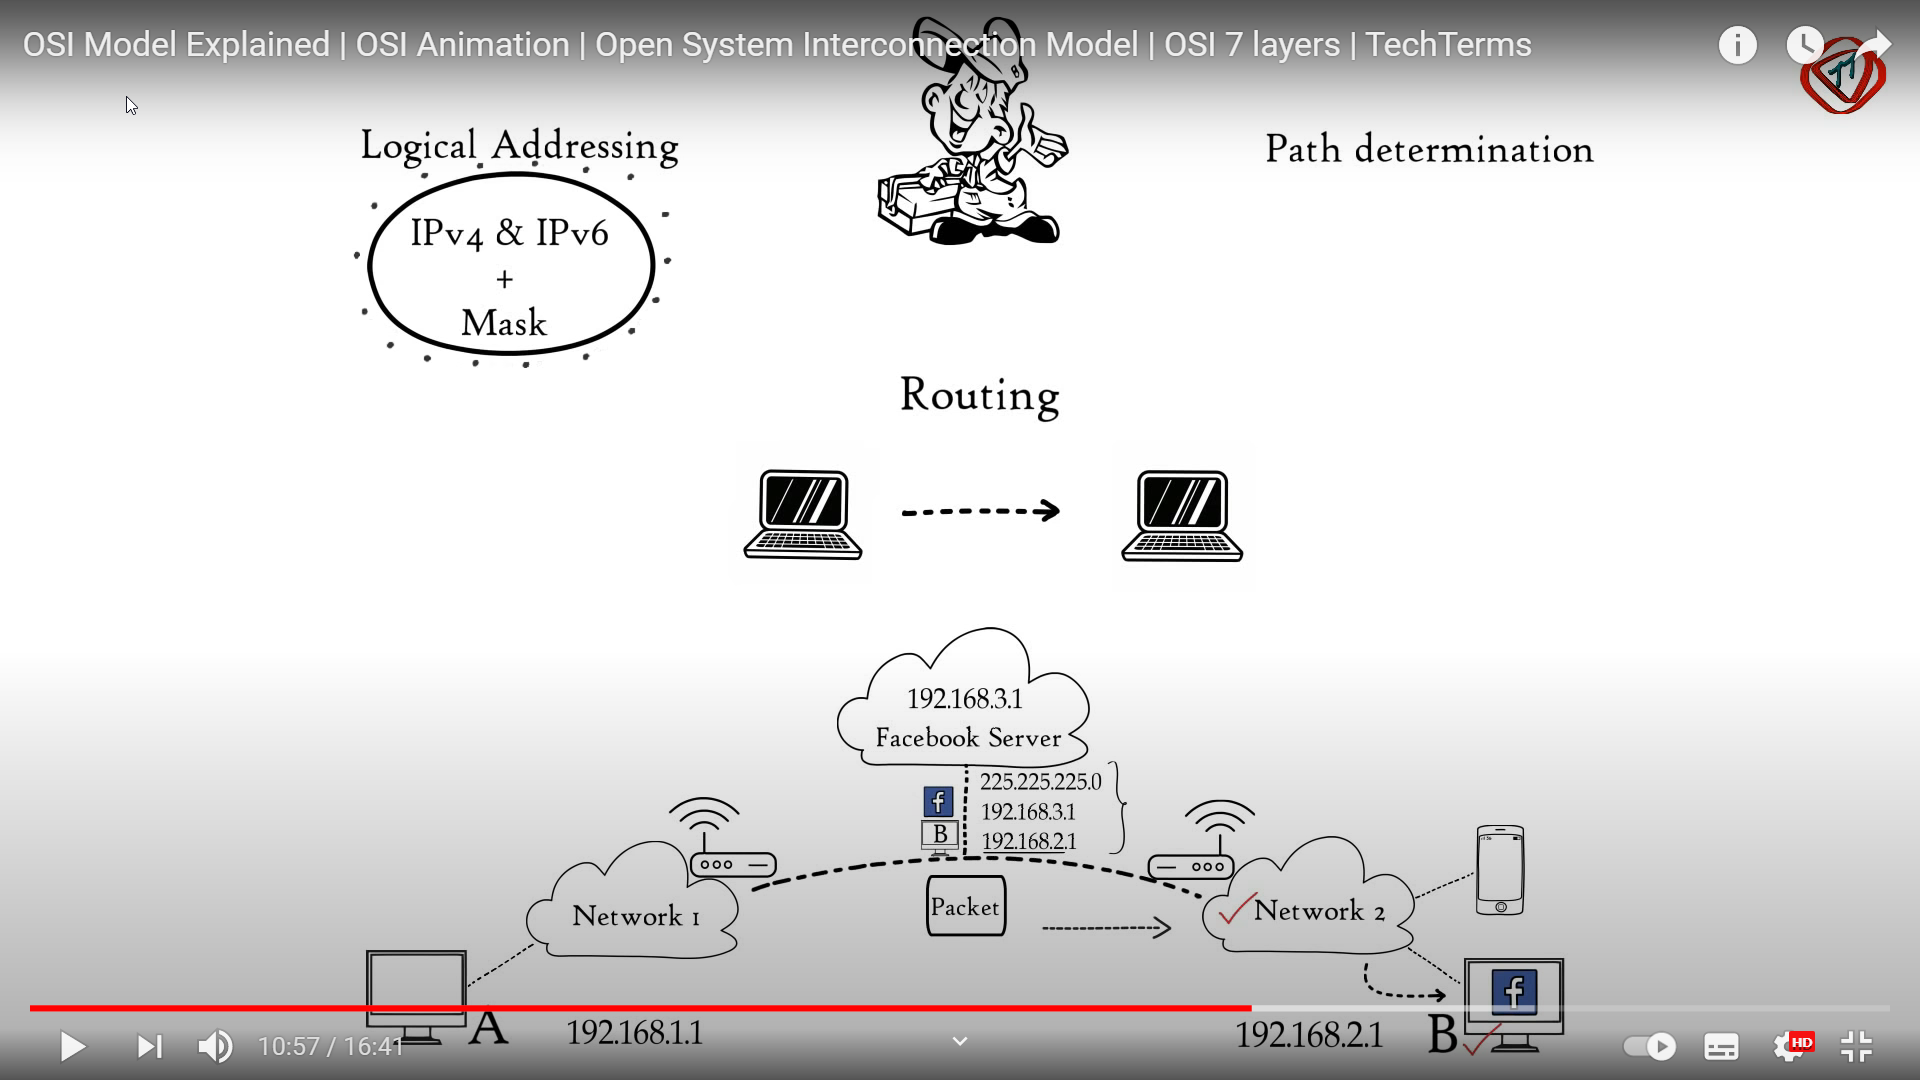 OSI Model Explained | OSI Animation | Open System Interconnection Model | OSI 7 layers | TechTerms
Logical Addressing
Path determination
IPv4 & IPv6
+
Mask
Routing
192.168.3.1
Facebook Server
225.225.225.0
192.168.3.1
B
192.168.2.1
Network 1
Packet
Network 2
A
192.168.1.1
192.168.2.1
B
10:57 / 16:41
HD